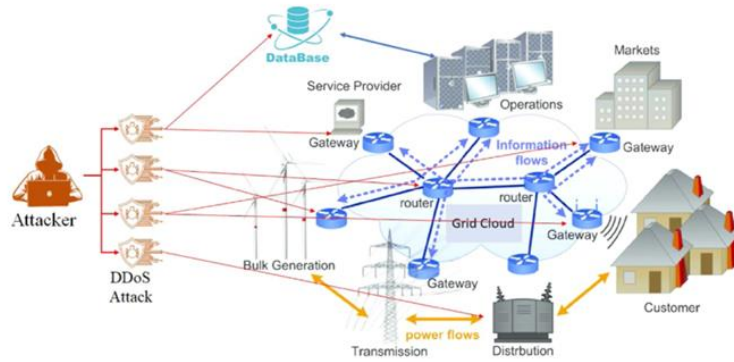 DataBase
Markets
Service Provider
Operations
Gateway
Information
flows
Gateway
Attacker
router
router
Grid Cloud
Gateway
DDoS
Attack
Bulk Generation
Gateway
Customer
power flows
Transmission
Distrbution